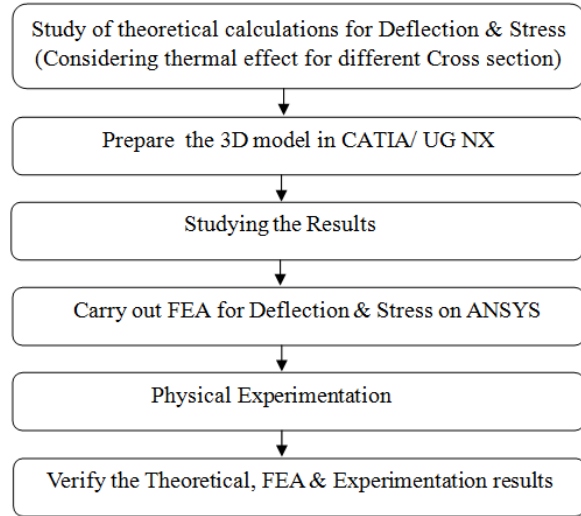 Study of theoretical calculations for Deflection & Stress
(Considering thermal effect for different Cross section)
Prepare the 3D model in CATIA/ UG NX
Studying the Results
Carry out FEA for Deflection & Stress on ANSYS
Physical Experimentation
Verify the Theoretical, FEA & Experimentation results